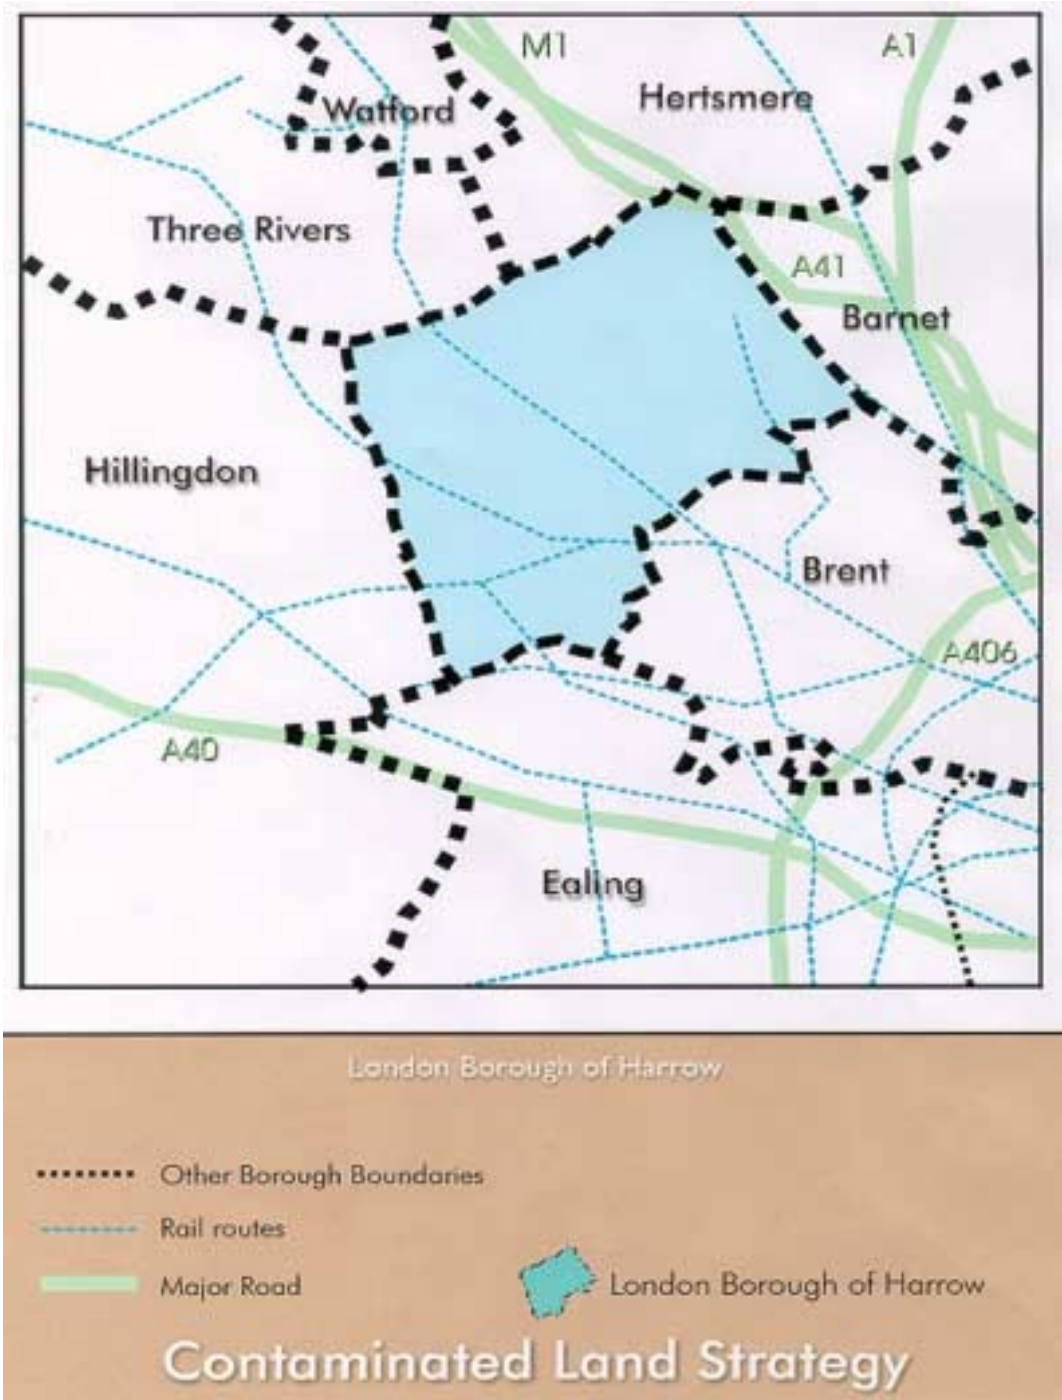 M1
A1
Hertsmere
Watford
Three Rivers
A41
Barnet
Hillingdon
Brent
A406
A40
Ealing
London Borough of Harrow
Other Borough Boundaries
Rail routes
Major Road
London Borough of Harrow
Contaminated Land Strategy